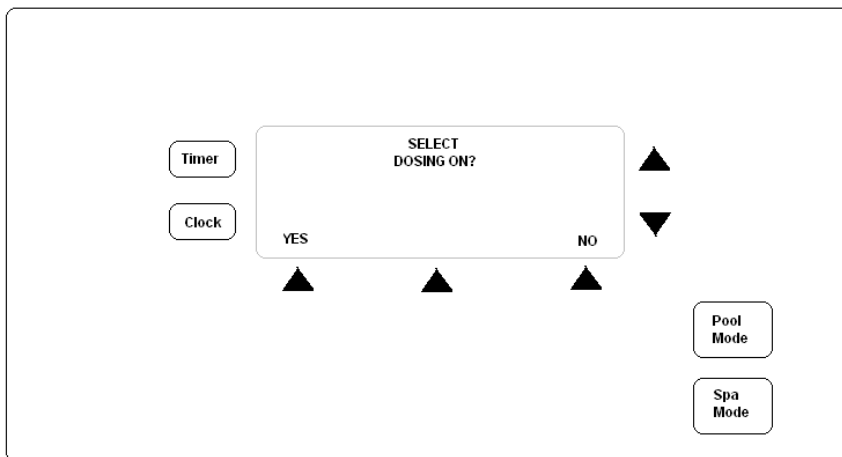 SELECT
DOSING ON?
Timer
Clock
YES
NO
Pool
Mode
Spa
Mode